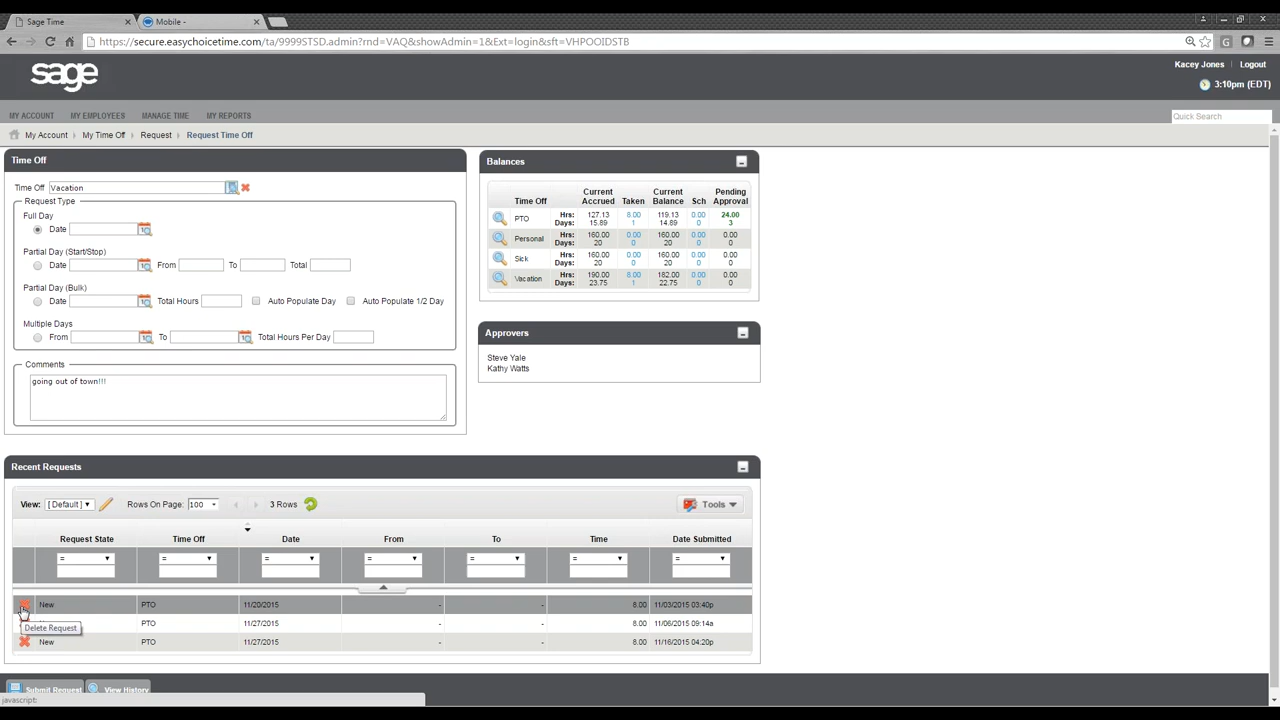 Sage Time
Mobile -
https://secure.easychoicetime.com/ta/9999STSD.admin?rnd=VAQ&showAdmin=1&Ext=login&sft=VHPOOIDSTB
sage
Kacey Jones | Logout
3:10pm (EDT)
MY ACCOUNT MY EMPLOYEES MANAGE TIME MY REPORTS
Quick Search
My Account My Time Off Request Request Time Off
Time Off
Time Off Vacation
Request Type
Full Day
Date
Partial Day (Start/Stop)
Date From To Total
Partial Day (Bulk)
Date Total Hours Auto Populate Day Auto Populate 1/2 Day
Multiple Days
From To Total Hours Per Day
Comments
going out of town!!!
Balances
Time Off Current Accrued Taken Current Balance Sch Pending Approval
PTO Hrs: 127.13 8.00 119.13 0.00 24.00
Days: 15.89 1 14.89 0 3
Personal Hrs: 160.00 0.00 160.00 0.00 0.00
Days: 20 0 20 0 0
Sick Hrs: 160.00 0.00 160.00 0.00 0.00
Days: 20 0 20 0 0
Vacation Hrs: 190.00 8.00 182.00 0.00 0.00
Days: 23.75 1 22.75 0 0
Approvers
Steve Yale
Kathy Watts
Recent Requests
View: [ Default ] Rows On Page: 100 3 Rows Tools
Request State Time Off Date From To Time Date Submitted
= = = = = = =
New PTO 11/20/2015 - - 8.00 11/03/2015 03:40p
PTO 11/27/2015 - - 8.00 11/06/2015 09:14a
Delete Request
New PTO 11/27/2015 - - 8.00 11/16/2015 04:20p
Submit Request View History
javascript: